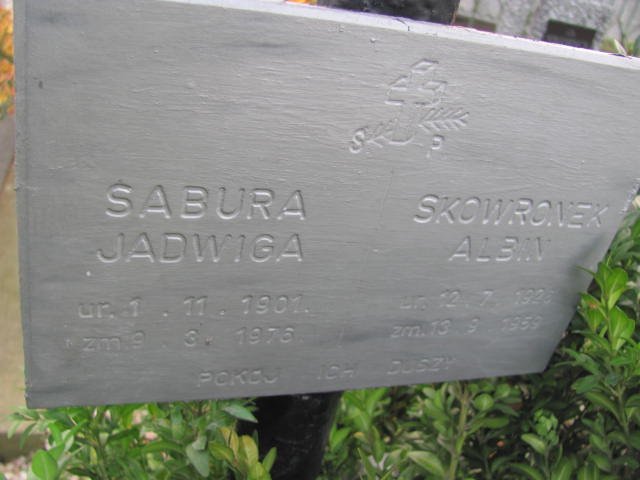 S P
SABURA
JADWIGA
ur. 1 . 11 . 1901.
zm. 9 . 3 . 1976.
SKOWRONEK
ALBIN
ur. 12 . 7 .
zm. 13 9 1959
POKÓJ ICH DUSZY